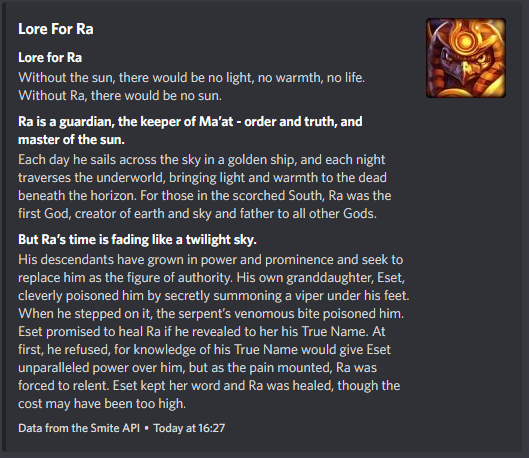 Lore For Ra
Lore for Ra
Without the sun, there would be no light, no warmth, no life.
Without Ra, there would be no sun.
Ra is a guardian, the keeper of Ma'at - order and truth, and
master of the sun.
Each day he sails across the sky in a golden ship, and each night
traverses the underworld, bringing light and warmth to the dead
beneath the horizon. For those in the scorched South, Ra was the
first God, creator of earth and sky and father to all other Gods.
But Ra's time is fading like a twilight sky.
His descendants have grown in power and prominence and seek to
replace him as the figure of authority. His own granddaughter, Eset,
cleverly poisoned him by secretly summoning a viper under his feet.
When he stepped on it, the serpent's venomous bite poisoned him.
Eset promised to heal Ra if he revealed to her his True Name. At
first, he refused, for knowledge of his True Name would give Eset
unparalleled power over him, but as the pain mounted, Ra was
forced to relent. Eset kept her word and Ra was healed, though the
cost may have been too high.
Data from the Smite API • Today at 16:27